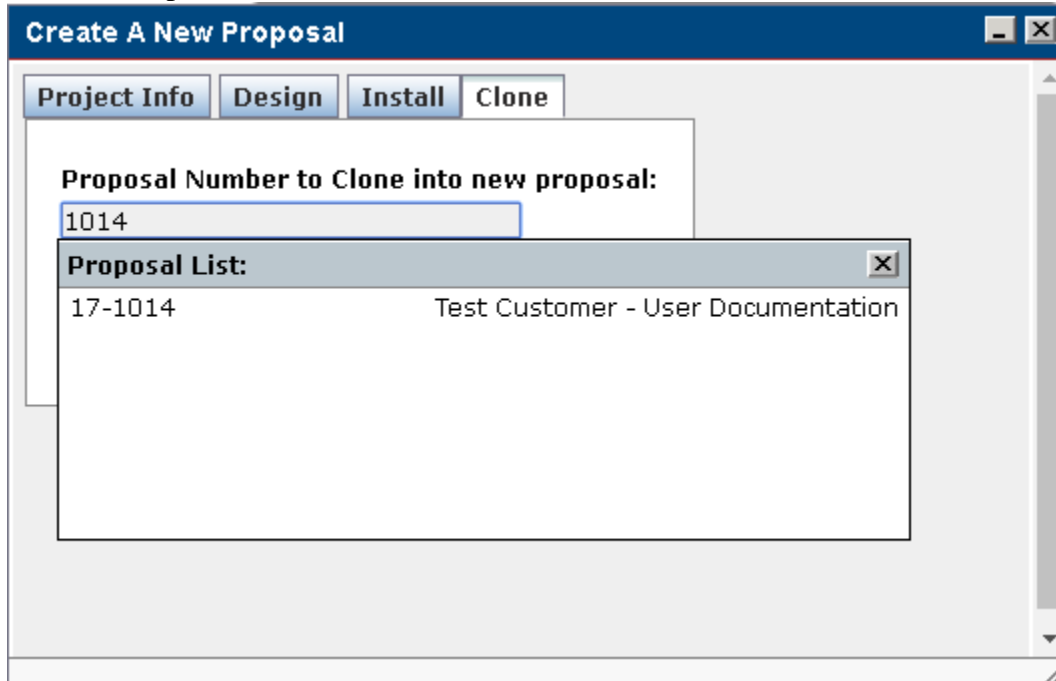 Create A New Proposal
Project Info Design Install Clone
Proposal Number to Clone into new proposal:
1014
Proposal List:
17-1014 Test Customer - User Documentation